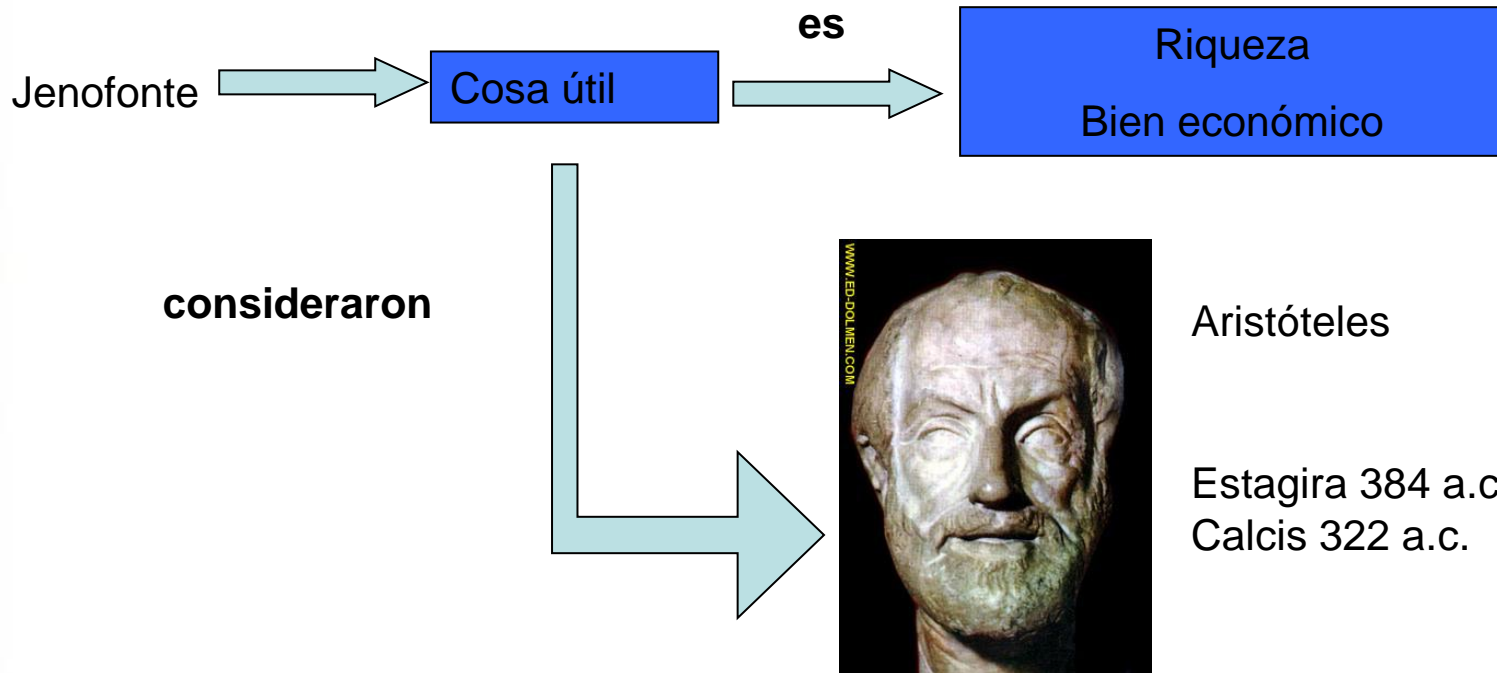 es
Jenofonte
Cosa útil
Riqueza
Bien económico
consideraron
WWW.ED-DOLMEN.COM
Aristóteles
Estagira 384 a.c
Calcis 322 a.c.